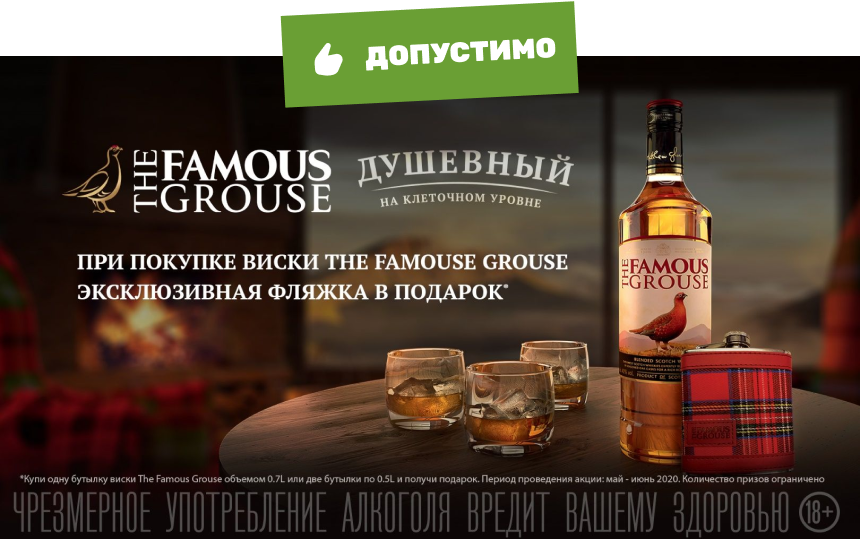 ДОПУСТИМО
THE FAMOUS GROUSE
ДУШЕВНЫЙ
НА КЛЕТОЧНОМ УРОВНЕ
ПРИ ПОКУПКЕ ВИСКИ THE FAMOUSE GROUSE
ЭКСКЛЮЗИВНАЯ ФЛЯЖКА В ПОДАРОК*
THE FAMOUS GROUSE
BLENDED SCOTCH
*Купи одну бутылку виски The Famous Grouse объемом 0.7L или две бутылки по 0.5L и получи подарок. Период проведения акции: май - июнь 2020. Количество призов ограничено
ЧРЕЗМЕРНОЕ УПОТРЕБЛЕНИЕ АЛКОГОЛЯ ВРЕДИТ ВАШЕМУ ЗДОРОВЬЮ 18+